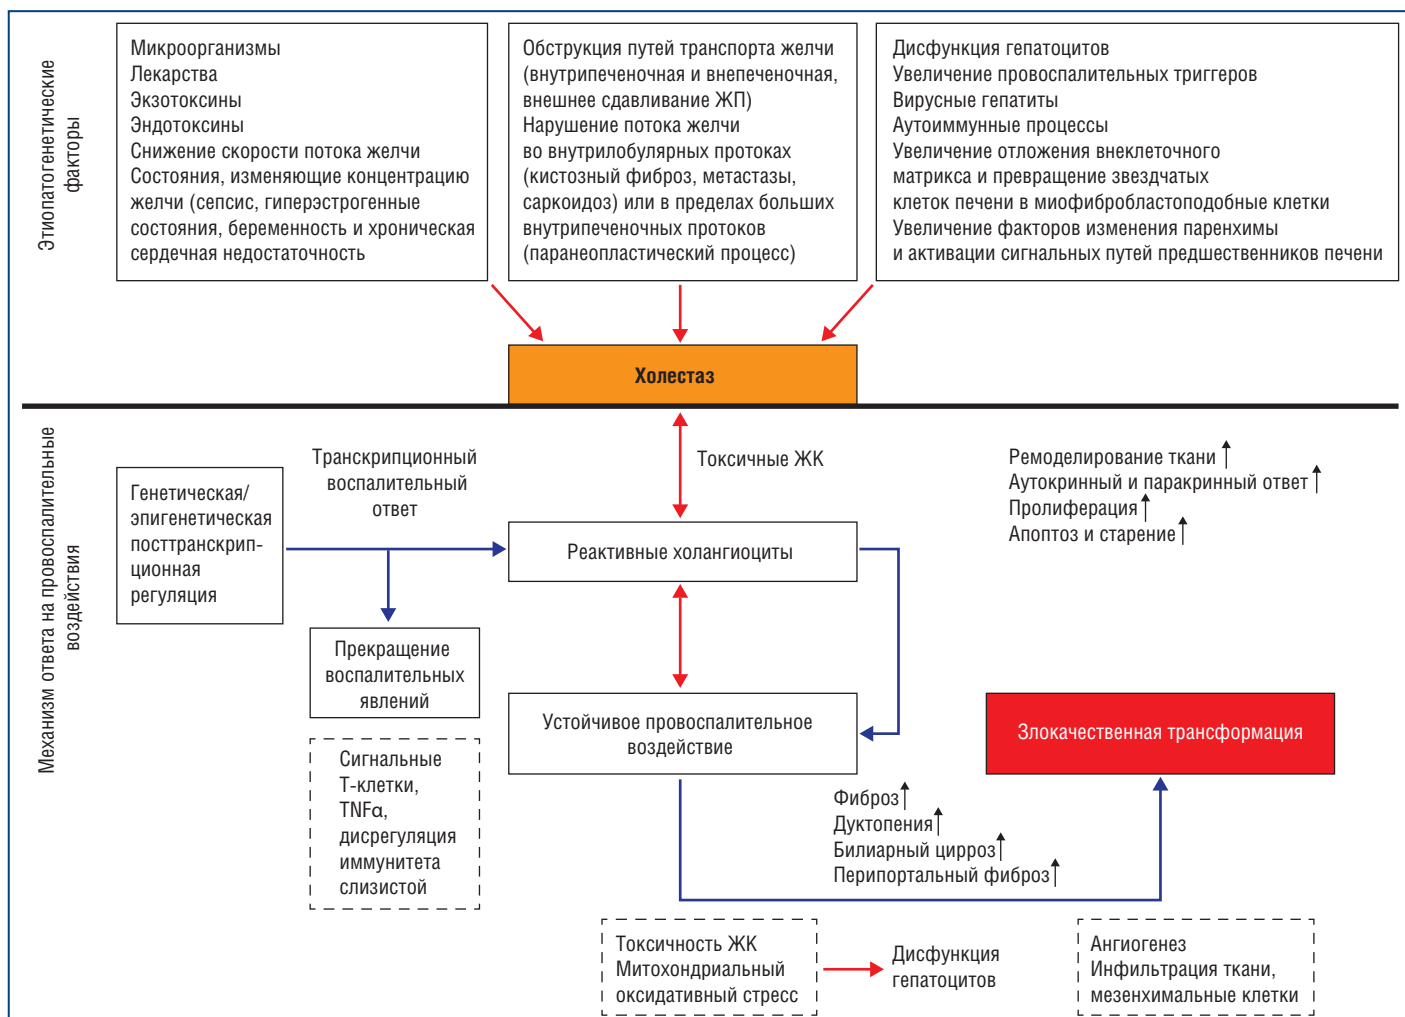 Этиопатогенетические
факторы
Микроорганизмы
Лекарства
Экзотоксины
Эндотоксины
Снижение скорости потока желчи
Состояния, изменяющие концентрацию
желчи (сепсис, гиперэстрогенные
состояния, беременность и хроническая
сердечная недостаточность
Обструкция путей транспорта желчи
(внутрипеченочная и внепеченочная,
внешнее сдавливание ЖП)
Нарушение потока желчи
во внутрилобулярных протоках
(кистозный фиброз, метастазы,
саркоидоз) или в пределах больших
внутрипеченочных протоков
(паранеопластический процесс)
Дисфункция гепатоцитов
Увеличение провоспалительных триггеров
Вирусные гепатиты
Аутоиммунные процессы
Увеличение отложения внеклеточного
матрикса и превращение звездчатых
клеток печени в миофибробластоподобные клетки
Увеличение факторов изменения паренхимы
и активации сигнальных путей предшественников печени
Холестаз
Механизм ответа на провоспалительные
воздействия
Генетическая/
эпигенетическая
посттранскрип-
ционная
регуляция
Транскрипционный
воспалительный
ответ
Токсичные ЖК
Ремоделирование ткани
Аутокринный и паракринный ответ
Пролиферация
Апоптоз и старение
Реактивные холангиоциты
Прекращение
воспалительных
явлений
Устойчивое провоспалительное
воздействие
Злокачественная трансформация
Сигнальные
Т-клетки,
TNFα,
дисрегуляция
иммунитета
слизистой
Фиброз
Дуктопения
Билиарный цирроз
Перипортальный фиброз
Токсичность ЖК
Митохондриальный
оксидативный стресс
Дисфункция
гепатоцитов
Ангиогенез
Инфильтрация ткани,
мезенхимальные клетки